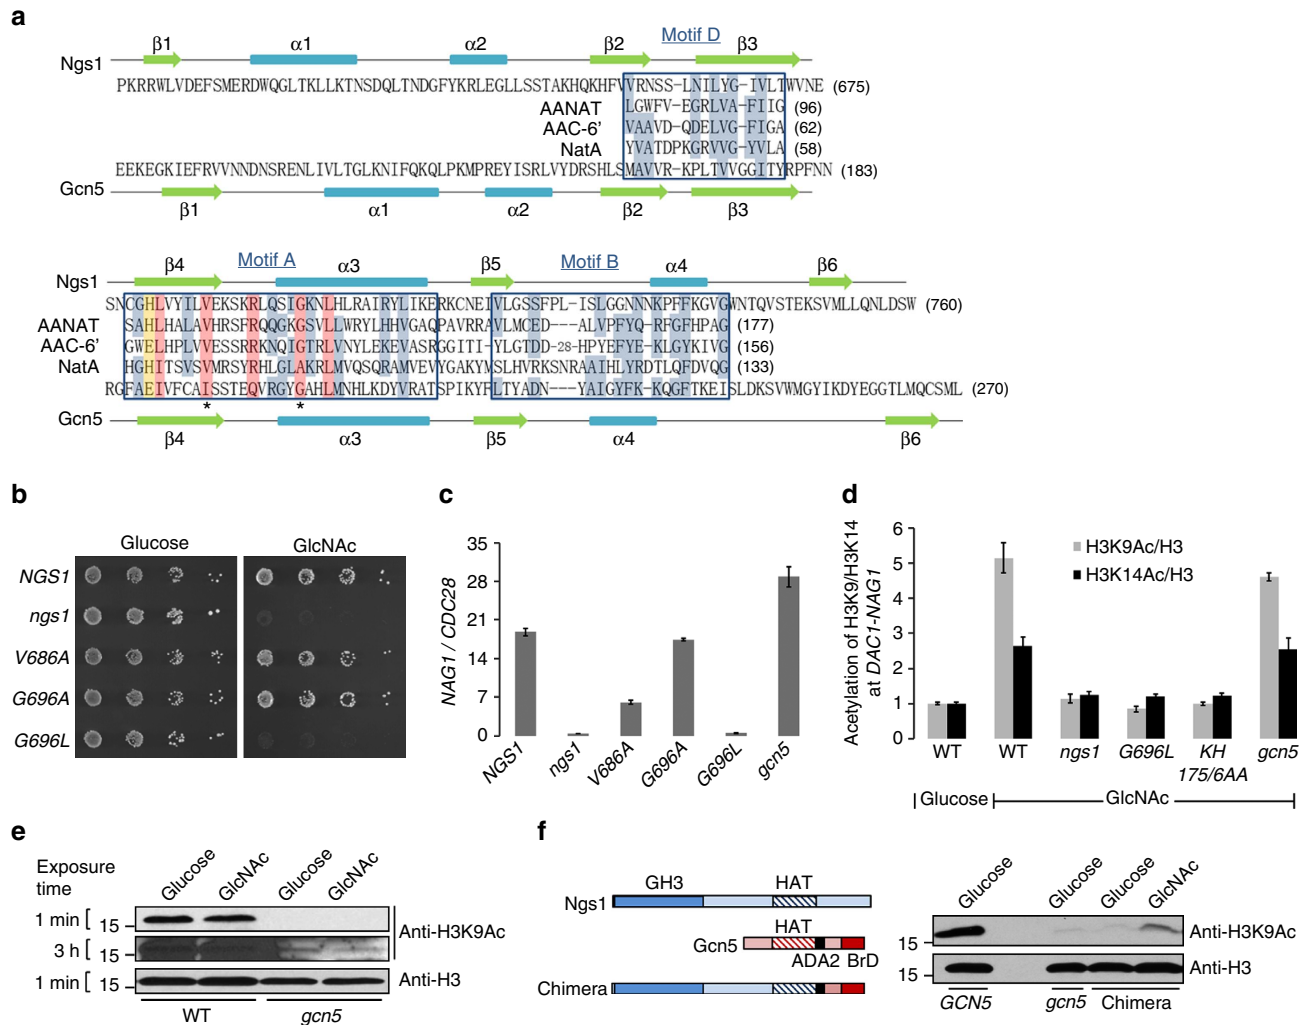 a
β1 α1 α2 β2 Motif D β3
Ngs1
PKRRWLVDEFSMERDWQGLTKLLKTNSDQLTNDGFYKRLEGLLSSTAKHQKHFVVRNSS-LNILYG-IVLTWVNE (675)
AANAT LGWFV-EGRLVA-FIIG (96)
AAC-6' VAAVD-QDELVG-FIGA (62)
NatA YVATDPKGRVVG-YVLA (58)
EEKEGKIEFRVVNNDNSRENLIVLTGLKNIFQKQLPKMPREYISRLVYDRSHLSMAVVR-KPLTVVGGITYRPFNN (183)
Gcn5
β1 α1 α2 β2 β3
β4 Motif A α3 β5 Motif B α4 β6
Ngs1
SNCGHLVYILVEKSKRLQSIGKNLHLRAIRYLIKERKCNEIVLGSSFPL-ISLGGNNNKPFFKGVGWNTQVSTEKSVMLLQNLDSW (760)
AANAT SAHLHALAVHRSFRQQGKGSVLLWRYLHHVGAQPAVRRAVLMCED---ALVPFYQ-RFGFHPAG (177)
AAC-6' GWELHPLVVESSRRKNQIGTRLVNYLEKEVASRGGITI-YLGTDD-28-HPYEFYE-KLGYKIVG (156)
NatA HGHITSVSVMRSYRHLGLAKRLMVQSQRAMVEVYGAKYMSLHVRKSNRAAIHLYRDTLQFDVQG (133)
RGFAEIVFCAISSTEQVRGYGAHLMNHLKDYVRATSPIKYFLTYADN---YAIGYFK-KQGFTKEISLDKSVWMGYIKDYEGGTLMQCSML (270)
* *
Gcn5
β4 α3 β5 α4 β6
b
Glucose GlcNAc
NGS1
ngs1
V686A
G696A
G696L
c
NAG1 / CDC28
35
28
21
14
7
0
NGS1 ngs1 V686A G696A G696L gcn5
d
Acetylation of H3K9/H3K14
at DAC1-NAG1
6
5
4
3
2
1
0
H3K9Ac/H3
H3K14Ac/H3
WT WT ngs1 G696L KH gcn5
175/6AA
Glucose GlcNAc
e
Exposure
time
Glucose GlcNAc Glucose GlcNAc
1 min [ 15
3 h [ 15
Anti-H3K9Ac
1 min [ 15 Anti-H3
WT gcn5
f
GH3 HAT
Ngs1
HAT
Gcn5
ADA2 BrD
Chimera
Glucose Glucose Glucose GlcNAc
15 Anti-H3K9Ac
15 Anti-H3
GCN5 gcn5 Chimera